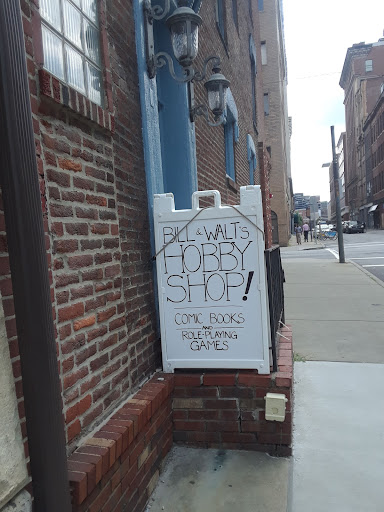 BILL & WALT'S
HOBBY
SHOP!
COMIC BOOKS
AND
ROLE-PLAYING
GAMES